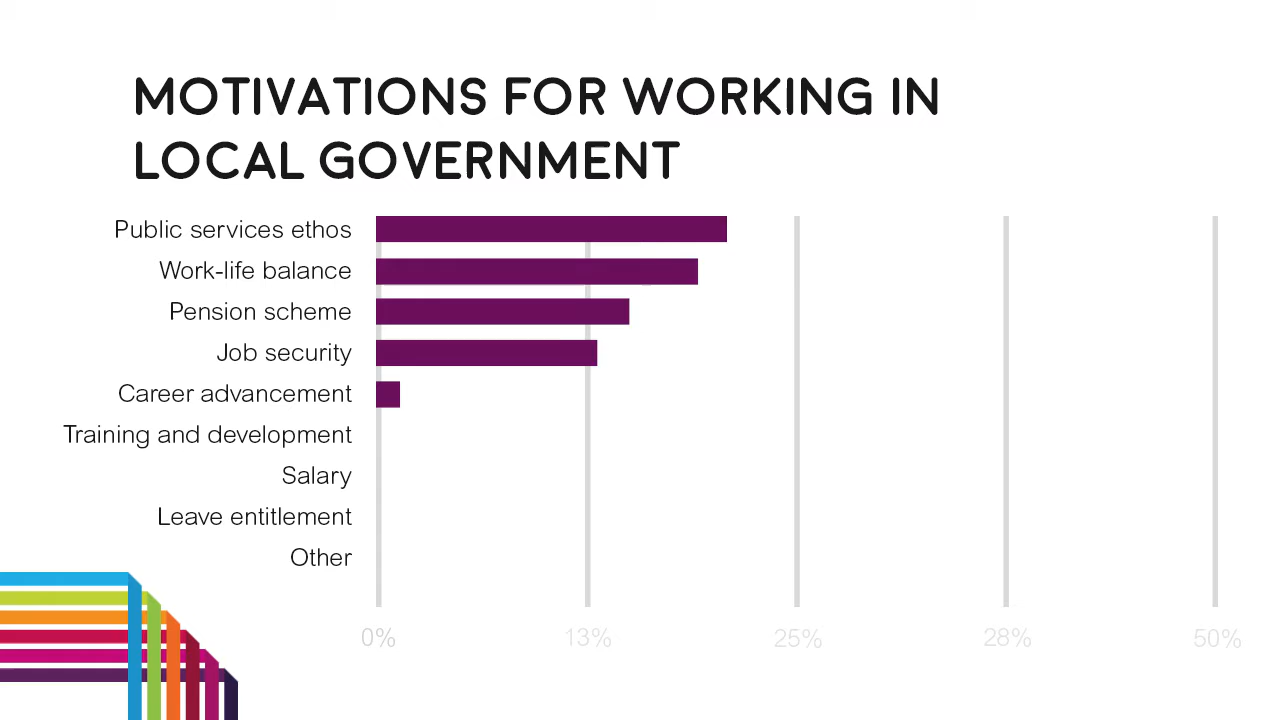 MOTIVATIONS FOR WORKING IN
LOCAL GOVERNMENT
Public services ethos
Work-life balance
Pension scheme
Job security
Career advancement
Training and development
Salary
Leave entitlement
Other
0% 13% 25% 28% 50%